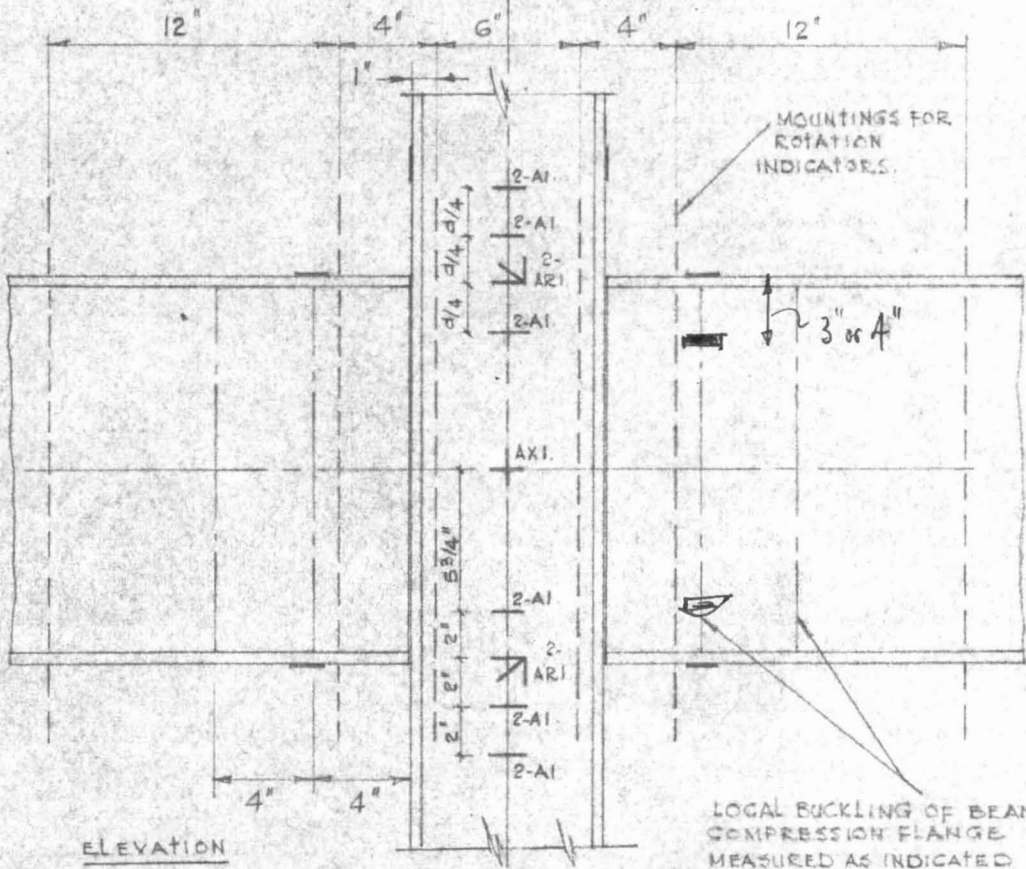 12" 4" 6" 4" 12"
1"
MOUNTINGS FOR
ROTATION
INDICATORS.
2-A1.
d/4
2-A1
d/4
2-
AR1
d/4
2-A1
3" or 4"
AX1.
5 3/4"
2-A1
2"
2-
AR1
2"
2-A1
2"
2-A1
4" 4"
ELEVATION
LOCAL BUCKLING OF BEAM
COMPRESSION FLANGE
MEASURED AS INDICATED